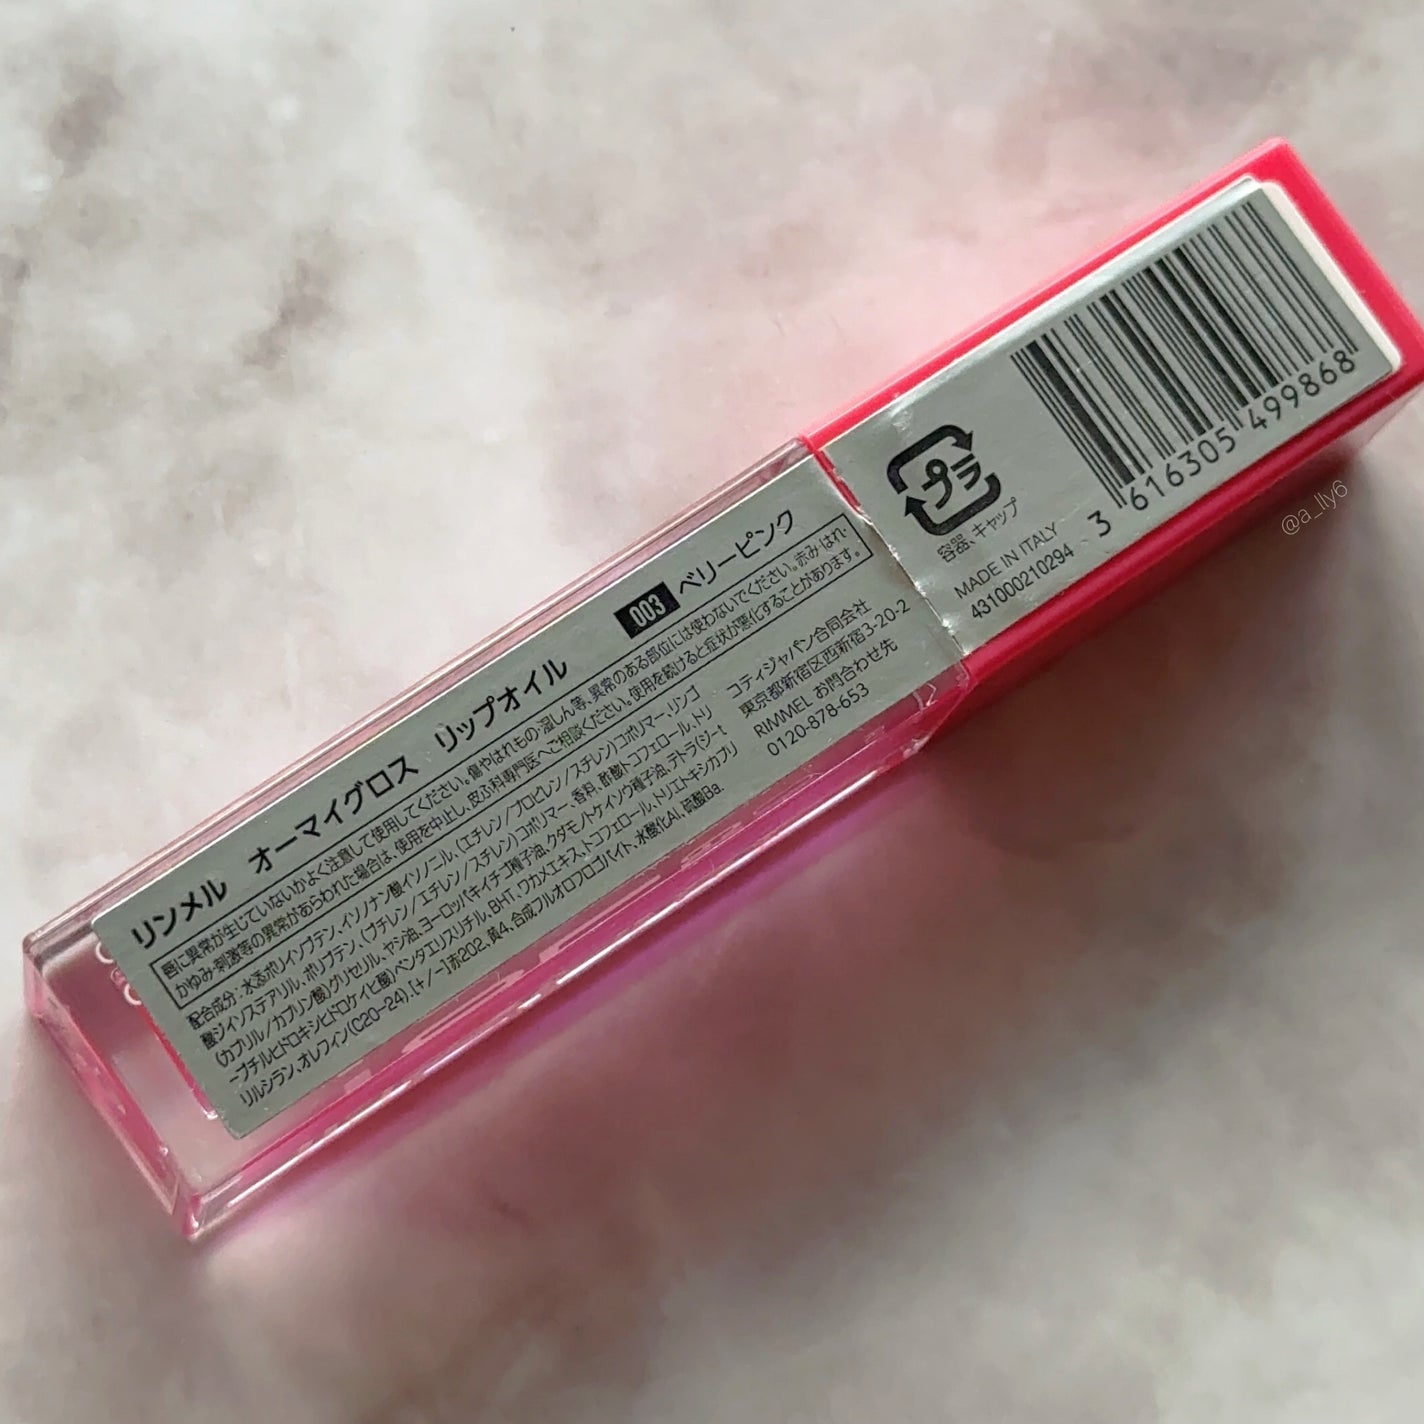 リンメル オーマイグロス リップオイル
003 ベリーピンク
唇に異常が生じていないかよく注意して使用してください。傷やはれもの・湿しん等、異常のある部位には使わないでください。赤み・はれ・
かゆみ・刺激等の異常があらわれた場合は、使用を中止し、皮ふ科専門医へご相談ください。使用を続けると症状が悪化することがあります。
配合成分：水添ポリイソブテン、イソノナン酸イソノニル、(エチレン/プロピレン/スチレン)コポリマー、リンゴ
酸ジイソステアリル、ポリブテン、(ブチレン/エチレン/スチレン)コポリマー、香料、酢酸トコフェロール、トリ
(カプリル/カプリン酸)グリセリル、ヤシ油、ヨーロッパキイチゴ種子油、クダモノトケイソウ種子油、テトラ(ジ-t
-ブチルヒドロキシヒドロケイヒ酸)ペンタエリスリチル、BHT、ワカメエキス、トコフェロール、トリエトキシカプリ
リルシラン、オレフィン(C20-24).[+/-]赤202、黄4、合成フルオロフロゴパイト、水酸化Al、硫酸Ba.
コティジャパン合同会社
東京都新宿区西新宿3-20-2
RIMMEL お問合わせ先
0120-878-653
プラ
容器、キャップ
MADE IN ITALY
431000210294
3 616305 499868
@a_lly6